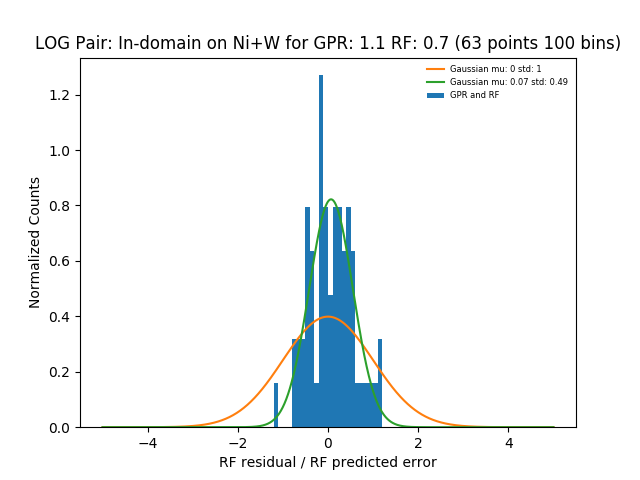 LOG Pair: In-domain on Ni+W for GPR: 1.1 RF: 0.7 (63 points 100 bins)
Gaussian mu: 0 std: 1
Gaussian mu: 0.07 std: 0.49
GPR and RF
Normalized Counts
1.2
1.0
0.8
0.6
0.4
0.2
0.0
−4
−2
0
2
4
RF residual / RF predicted error